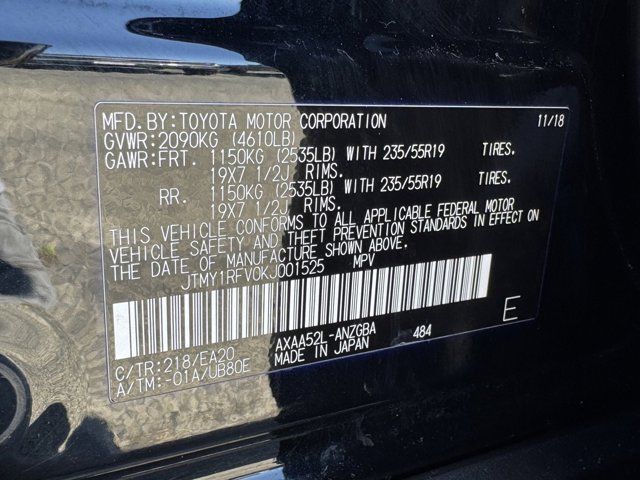 MFD.BY:TOYOTA MOTOR CORPORATION 11/18
GVWR:2090KG (4610LB)
GAWR:FRT. 1150KG (2535LB) WITH 235/55R19 TIRES.
19X7 1/2J RIMS.
RR. 1150KG (2535LB) WITH 235/55R19 TIRES.
19X7 1/2J RIMS.
THIS VEHICLE CONFORMS TO ALL APPLICABLE FEDERAL MOTOR
VEHICLE SAFETY AND THEFT PREVENTION STANDARDS IN EFFECT ON
THE DATE OF MANUFACTURE SHOWN ABOVE.
JTMY1RFV0KJ001525 MPV
E
C/TR:218/EA20 AXAA52L-ANZGBA 484
A/TM:-01A/UB80E MADE IN JAPAN